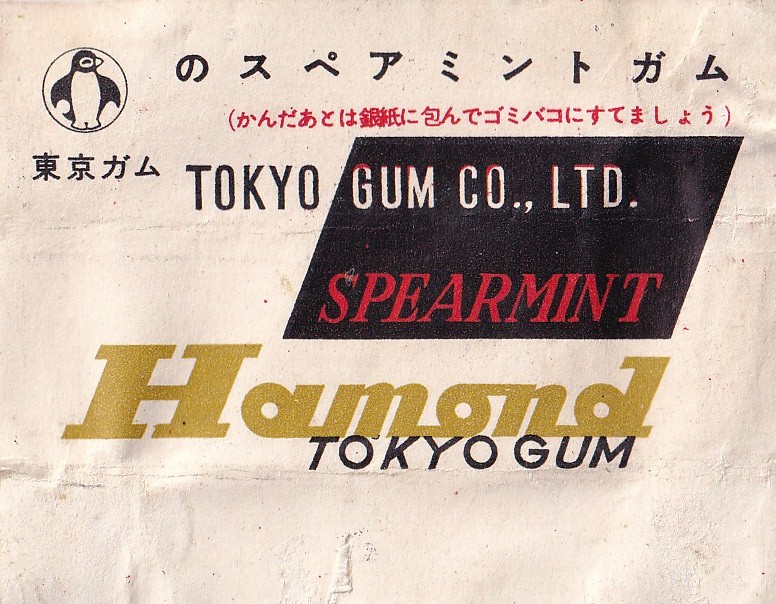 のスペアミントガム
(かんだあとは銀紙に包んでゴミバコにすてましょう)
東京ガム
TOKYO GUM CO., LTD.
SPEARMINT
Hamond
TOKYO GUM